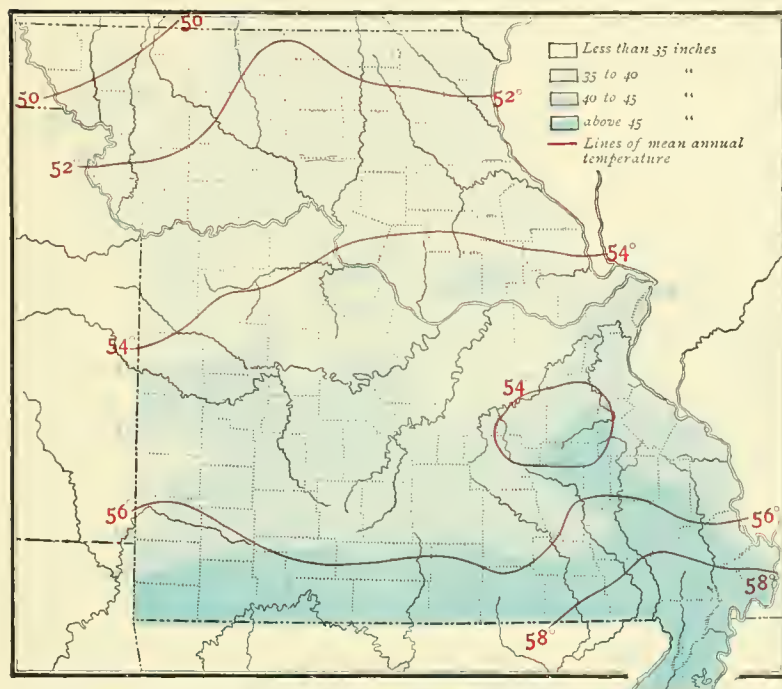 50
50
52°
52
Less than 35 inches
35 to 40 "
40 to 45 "
above 45 "
Lines of mean annual
temperature
54°
54°
54
56°
56°
58°
58°